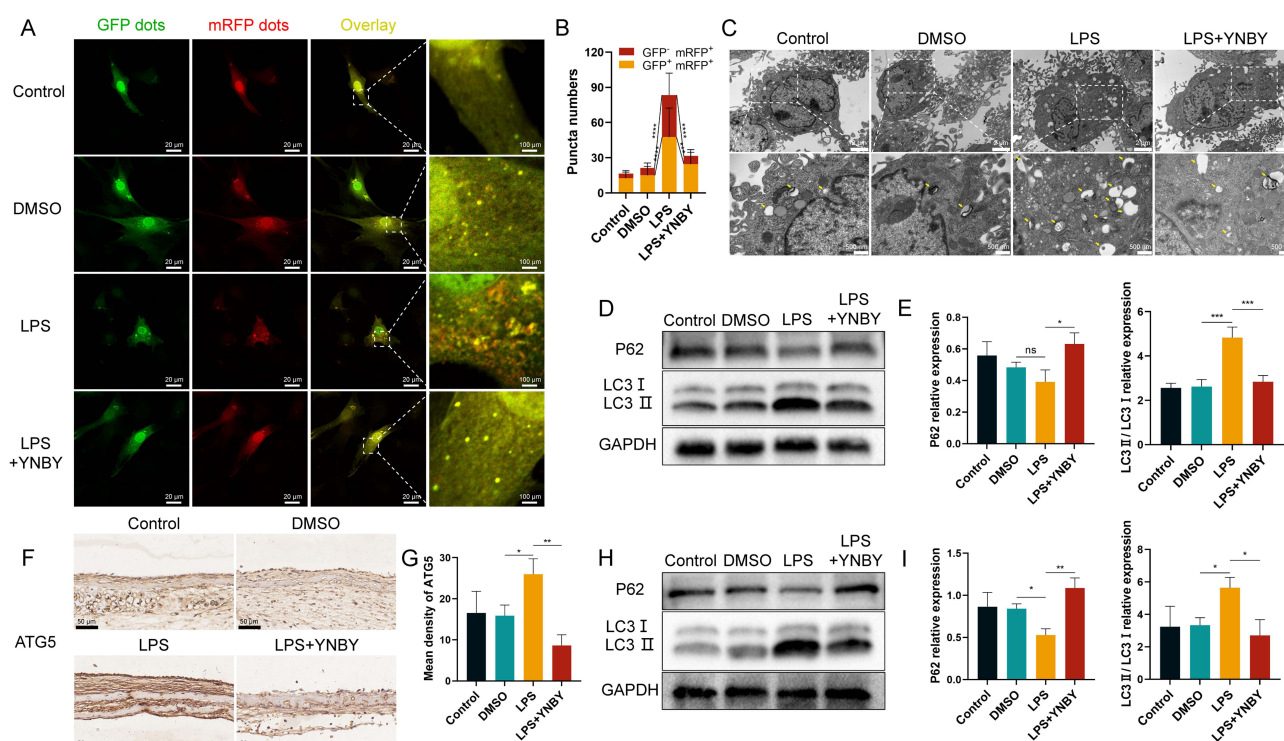 A
GFP dots mRFP dots Overlay
Control
20 μm 20 μm 20 μm 100 μm
DMSO
20 μm 20 μm 20 μm 100 μm
LPS
20 μm 20 μm 20 μm 100 μm
LPS
+YNBY
20 μm 20 μm 20 μm 100 μm
B
GFP⁻ mRFP⁺
GFP⁺ mRFP⁺
Puncta numbers
120
90
60
30
0
**** ****
**** ****
Control DMSO LPS LPS+YNBY
C
Control DMSO LPS LPS+YNBY
2 μm 2 μm 2 μm
500 nm 500 nm 500 nm
D
Control DMSO LPS LPS
+YNBY
P62
LC3 Ⅰ
LC3 Ⅱ
GAPDH
E
P62 relative expression
0.8
0.6
0.4
0.2
0.0
ns *
Control DMSO LPS LPS+YNBY
LC3 Ⅱ/ LC3 Ⅰ relative expression
6
4
2
0
*** ***
Control DMSO LPS LPS+YNBY
F
Control DMSO
50 μm
ATG5
LPS LPS+YNBY
G
Mean density of ATG5
30
20
10
0
* **
Control DMSO LPS LPS+YNBY
H
Control DMSO LPS LPS
+YNBY
P62
LC3 Ⅰ
LC3 Ⅱ
GAPDH
I
P62 relative expression
1.5
1.0
0.5
0.0
* **
Control DMSO LPS LPS+YNBY
LC3 Ⅱ/ LC3 Ⅰ relative expression
8
6
4
2
0
* *
Control DMSO LPS LPS+YNBY